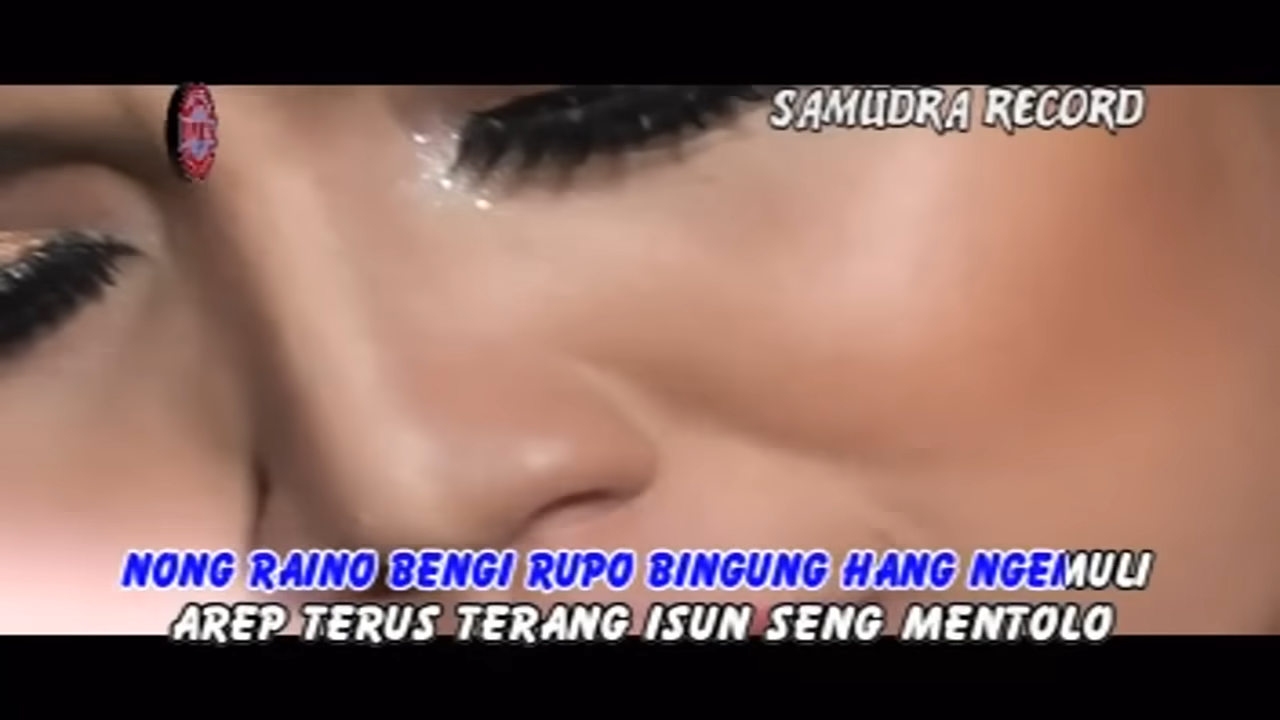 SAMUDRA RECORD
NONG RAINO BENGI RUPO BINGUNG HANG NGEMULI
AREP TERUS TERANG ISUN SENG MENTOLO